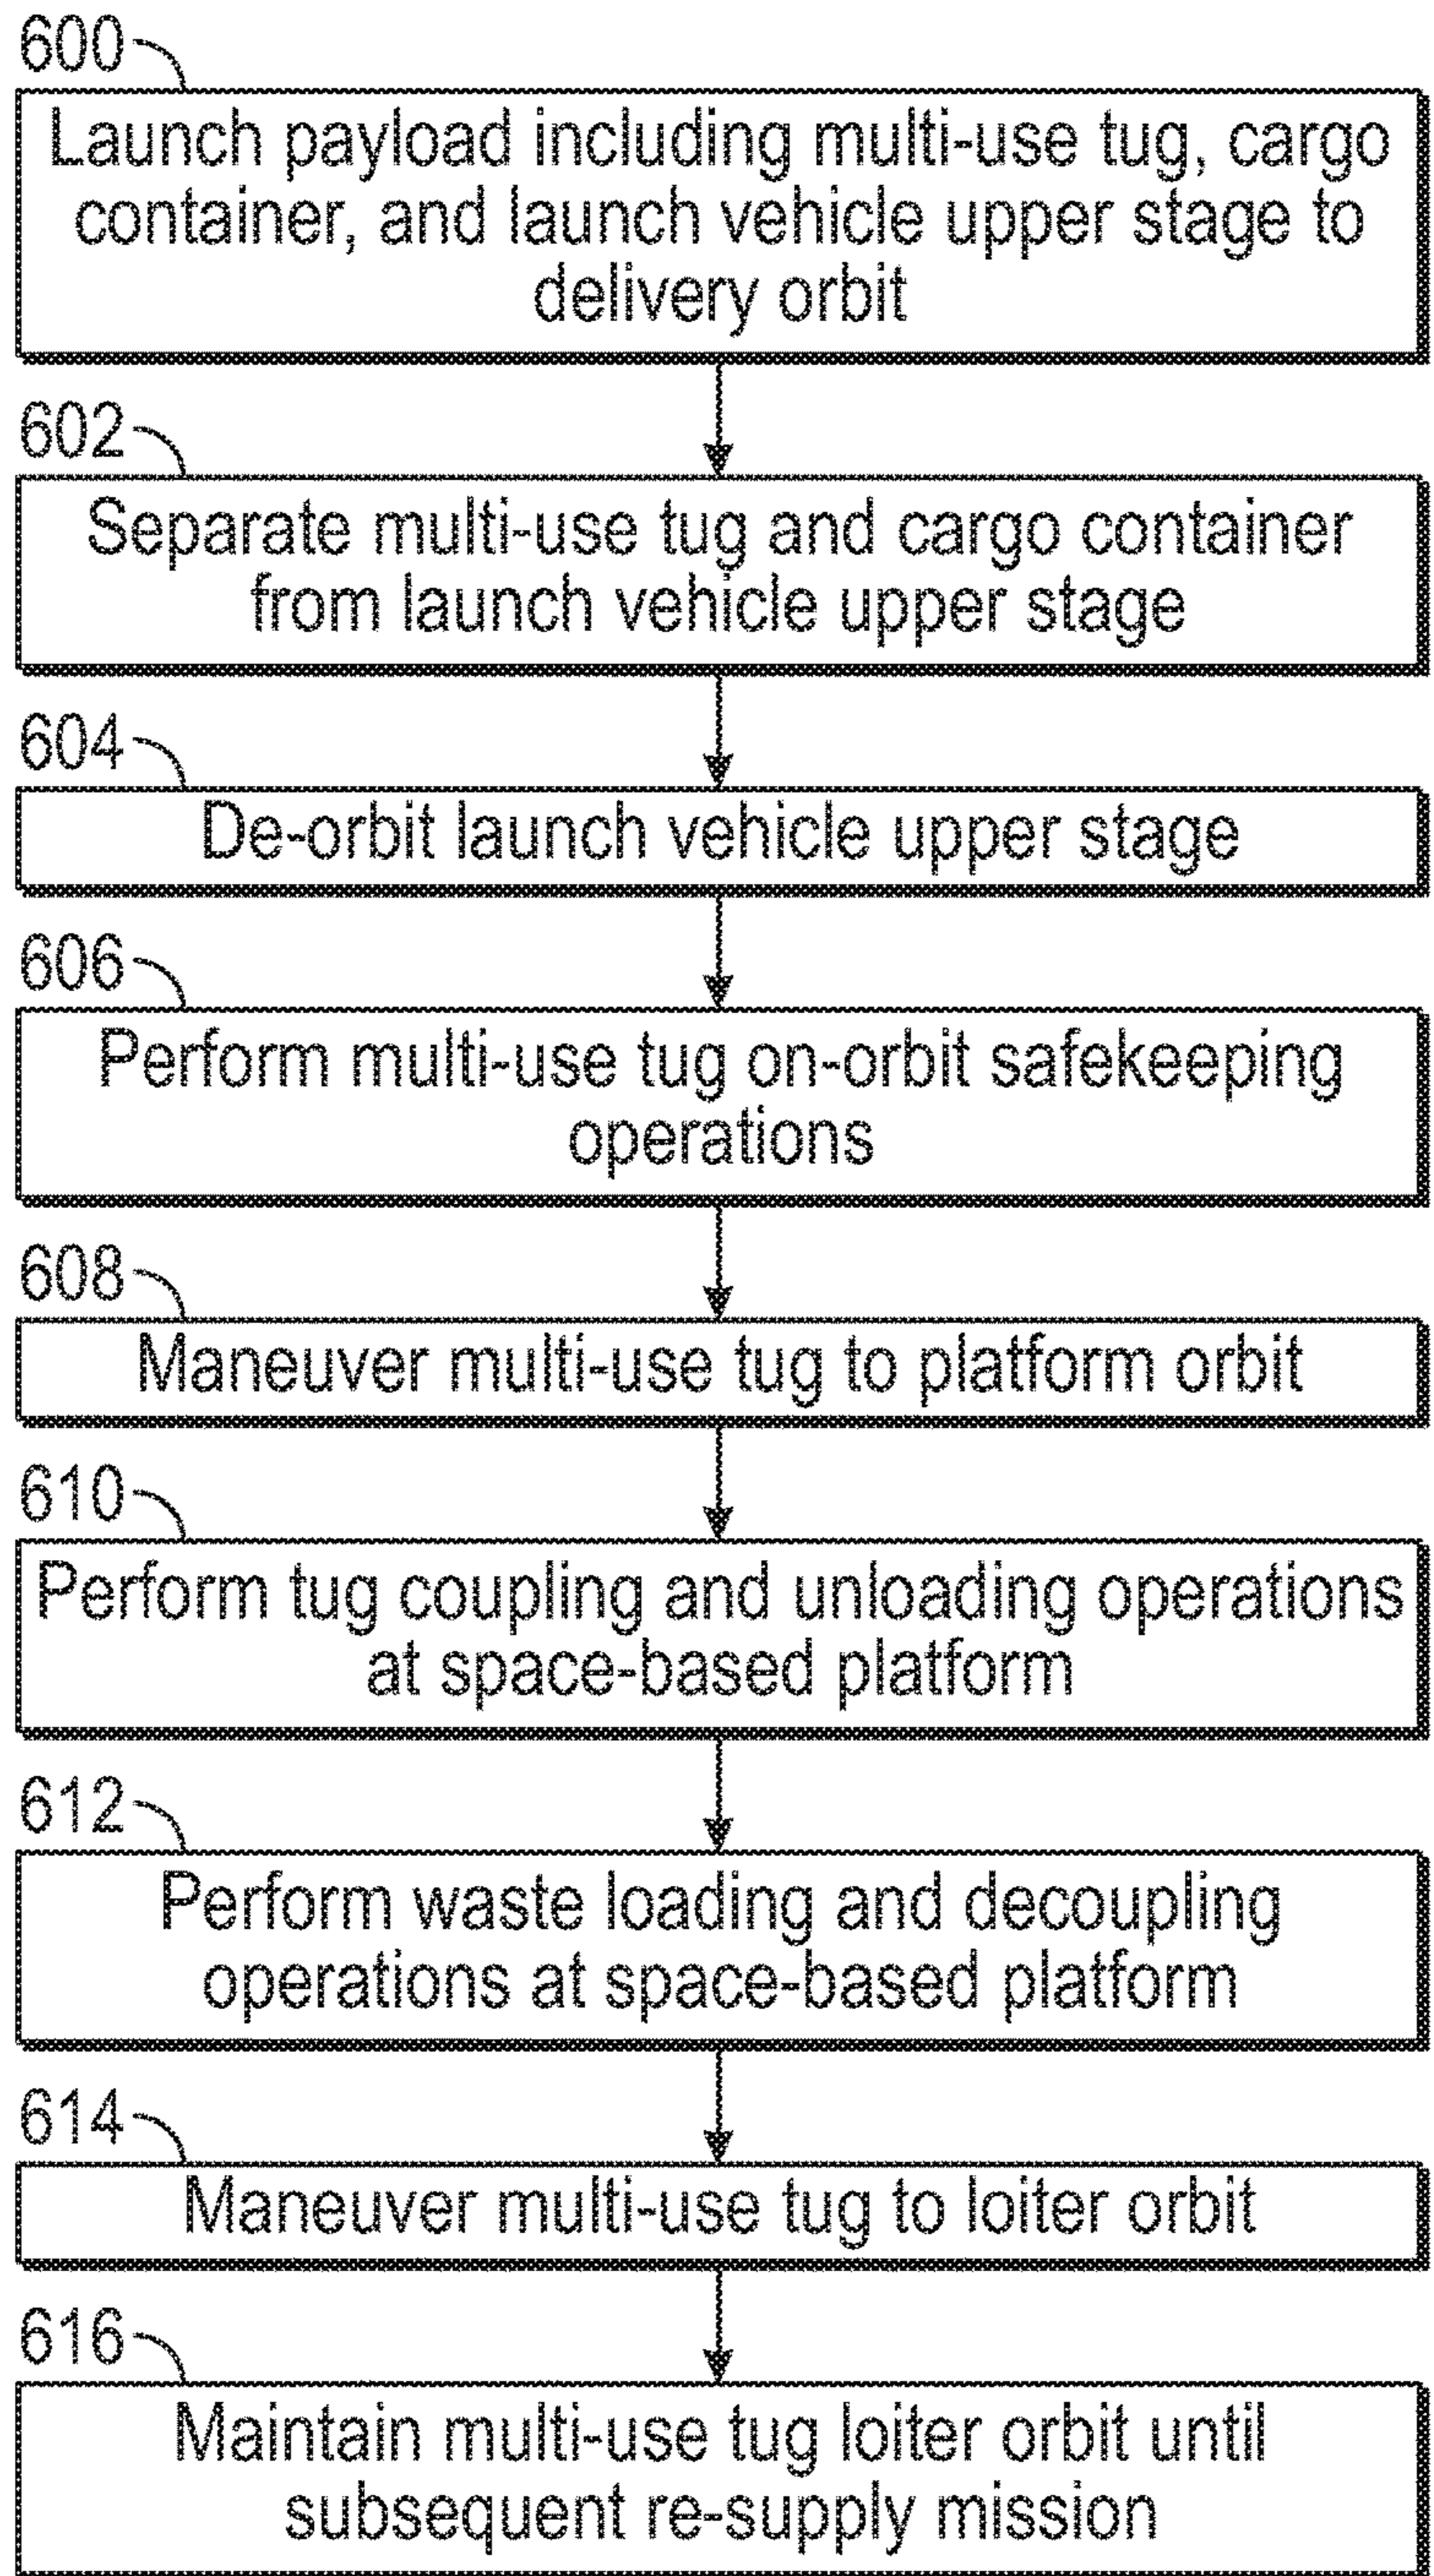 600
Launch payload including multi-use tug, cargo
container, and launch vehicle upper stage to
delivery orbit
602
Separate multi-use tug and cargo container
from launch vehicle upper stage
604
De-orbit launch vehicle upper stage
606
Perform multi-use tug on-orbit safekeeping
operations
608
Maneuver multi-use tug to platform orbit
610
Perform tug coupling and unloading operations
at space-based platform
612
Perform waste loading and decoupling
operations at space-based platform
614
Maneuver multi-use tug to loiter orbit
616
Maintain multi-use tug loiter orbit until
subsequent re-supply mission